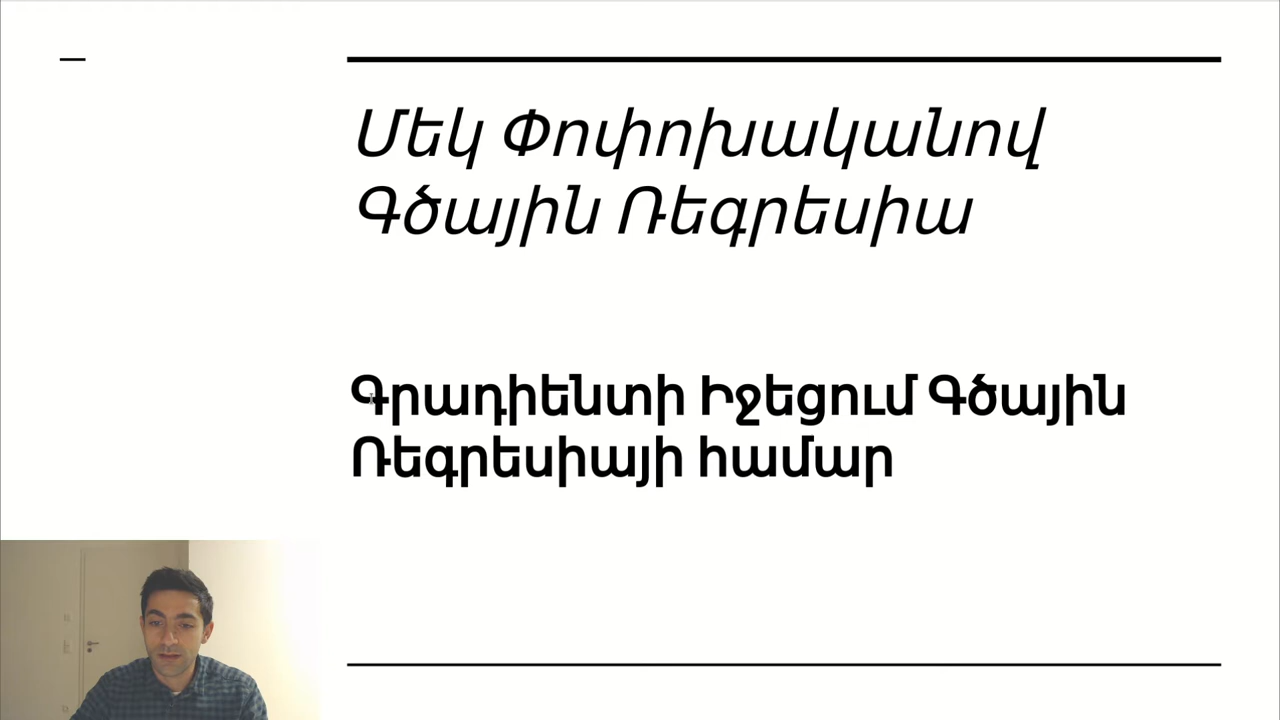 Մեկ Փոփոխականով
Գծային Ռեգրեսիա
Գրադիենտի Իջեցում Գծային
Ռեգրեսիայի համար